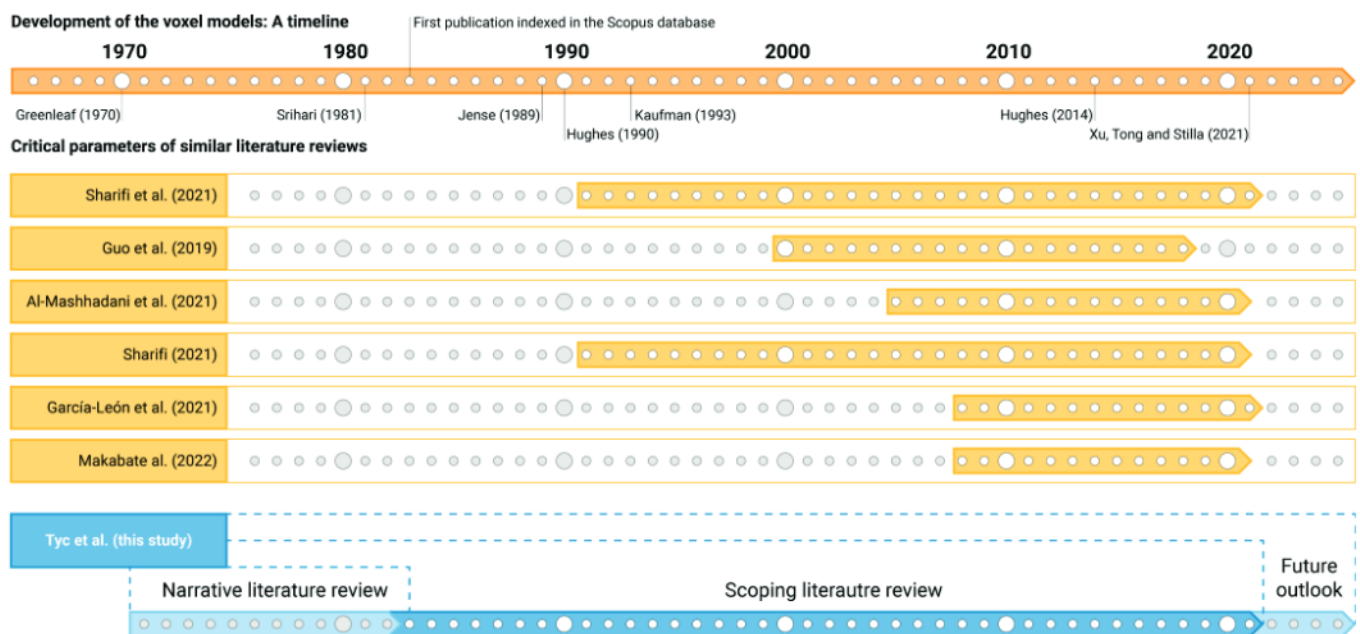 Development of the voxel models: A timeline
First publication indexed in the Scopus database
1970 1980 1990 2000 2010 2020
Greenleaf (1970) Srihari (1981) Jense (1989) Kaufman (1993) Hughes (2014)
Hughes (1990) Xu, Tong and Stilla (2021)
Critical parameters of similar literature reviews
Sharifi et al. (2021)
Guo et al. (2019)
Al-Mashhadani et al. (2021)
Sharifi (2021)
García-León et al. (2021)
Makabate al. (2022)
Tyc et al. (this study)
Narrative literature review Scoping literautre review Future
outlook